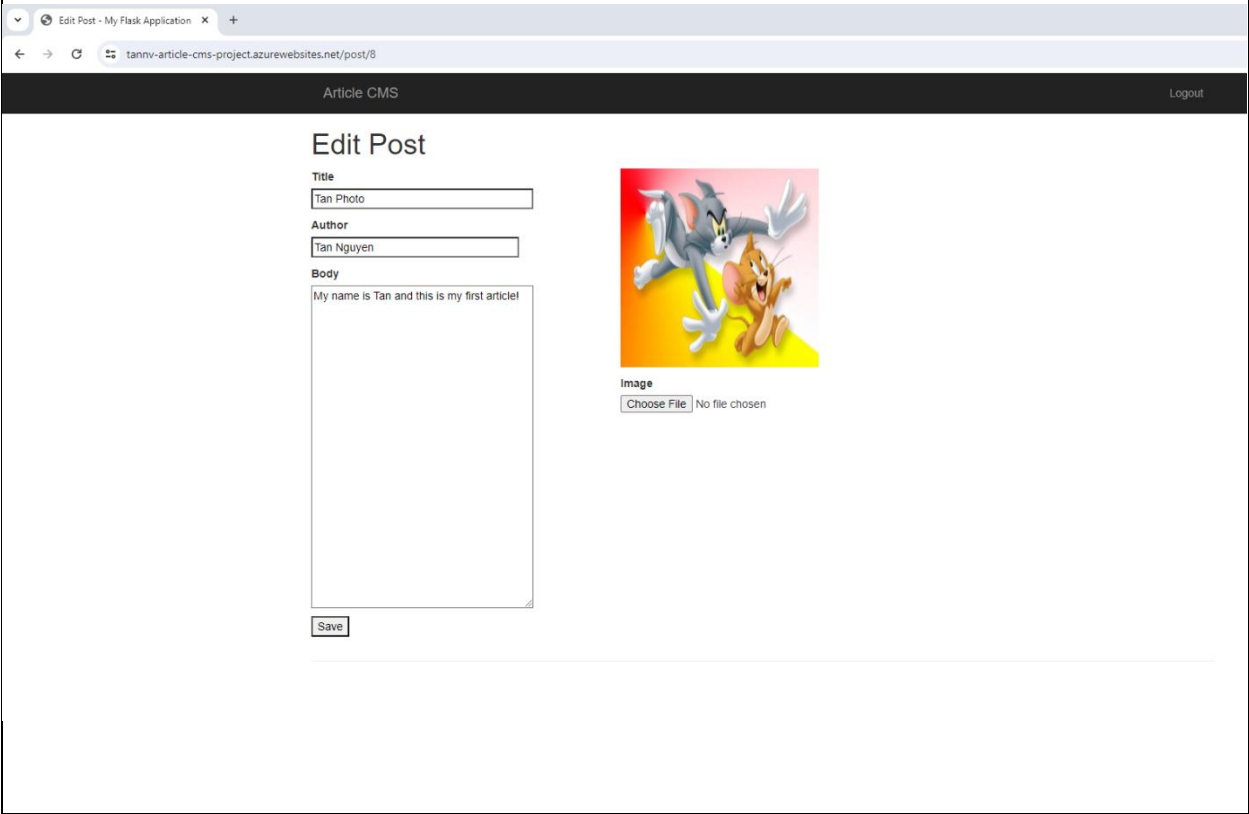 Edit Post - My Flask Application
tannv-article-cms-project.azurewebsites.net/post/8
Article CMS
Logout
Edit Post
Title
Tan Photo
Author
Tan Nguyen
Body
My name is Tan and this is my first article!
Save
Image
Choose File No file chosen